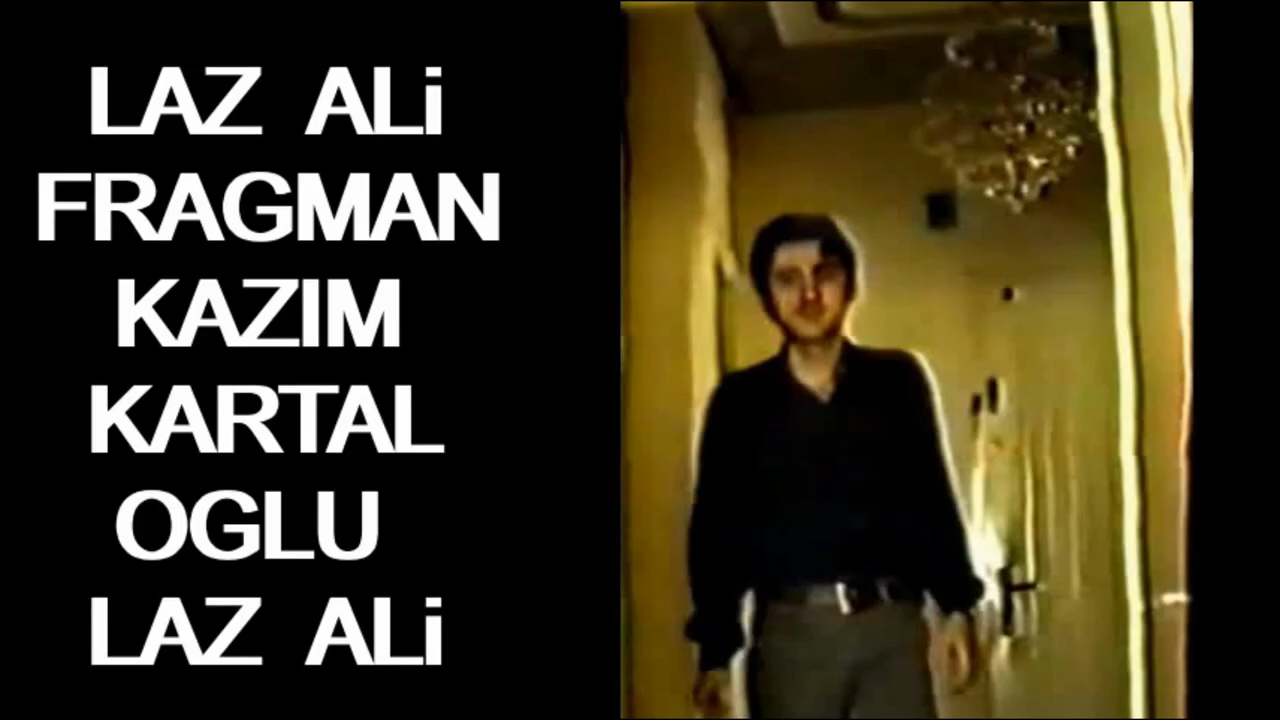 LAZ ALi
FRAGMAN
KAZIM
KARTAL
OGLU
LAZ ALi